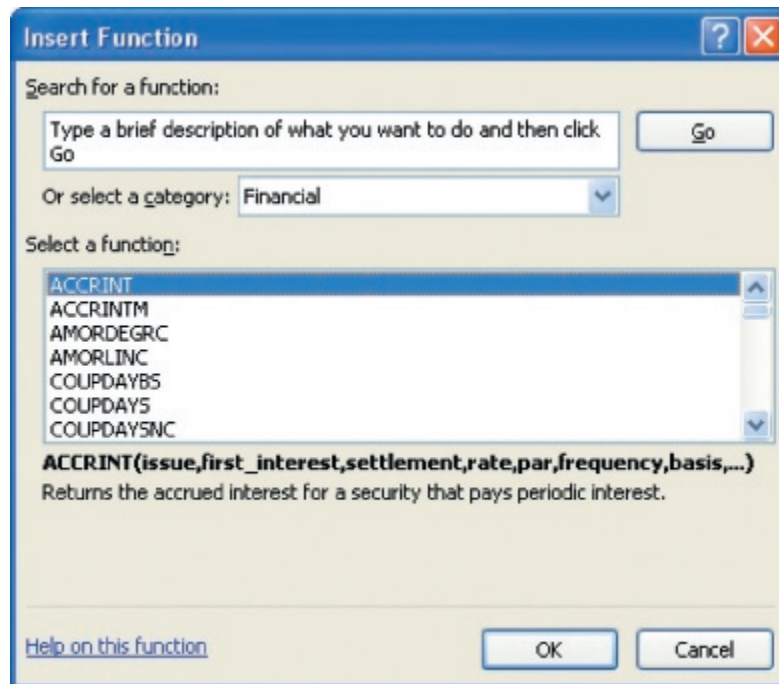 Insert Function
?
X
Search for a function:
Type a brief description of what you want to do and then click
Go
Go
Or select a category: Financial
Select a function:
ACCRINT
ACCRINTM
AMORDEGRC
AMORLINC
COUPDAYBS
COUPDAYS
COUPDAYSNC
ACCRINT(issue,first_interest,settlement,rate,par,frequency,basis,...)
Returns the accrued interest for a security that pays periodic interest.
Help on this function
OK
Cancel